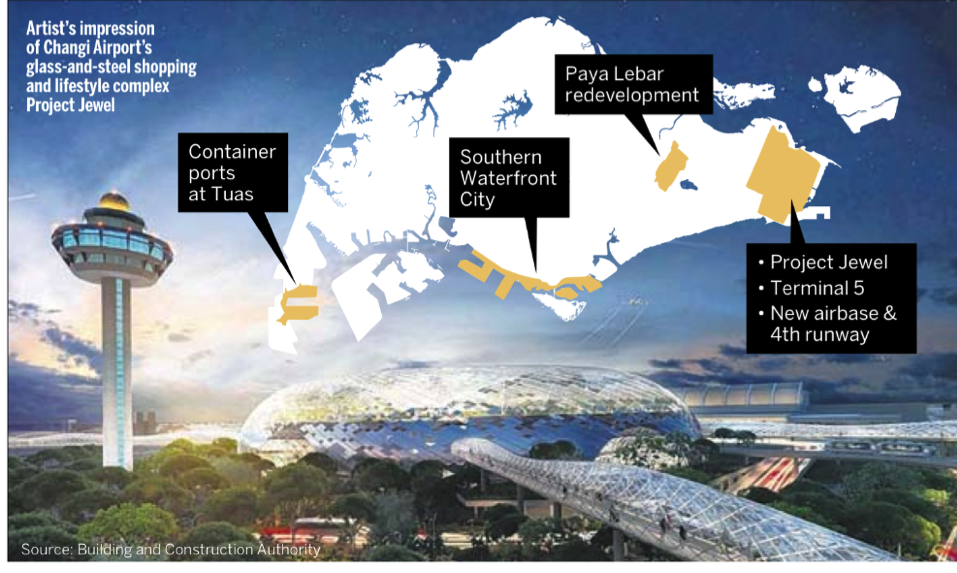 Artist's impression
of Changi Airport's
glass-and-steel shopping
and lifestyle complex
Project Jewel
Paya Lebar
redevelopment
Container
ports
at Tuas
Southern
Waterfront
City
• Project Jewel
• Terminal 5
• New airbase &
4th runway
Source: Building and Construction Authority